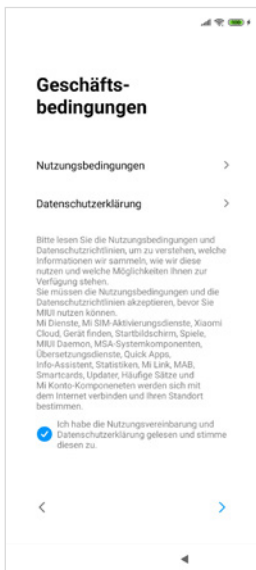 Geschäfts-
bedingungen
Nutzungsbedingungen
Datenschutzerklärung
Bitte lesen Sie die Nutzungsbedingungen und
Datenschutzrichtlinien, um zu verstehen, welche
Informationen wir sammeln, wie wir diese
nutzen und welche Möglichkeiten Ihnen zur
Verfügung stehen.
Sie müssen die Nutzungsbedingungen und die
Datenschutzrichtlinien akzeptieren, bevor Sie
MIUI nutzen können.
Mi Dienste, Mi SIM-Aktivierungsdienste, Xiaomi
Cloud, Gerät finden, Startbildschirm, Spiele,
MIUI Daemon, MSA-Systemkomponenten,
Übersetzungsdienste, Quick Apps,
Info-Assistent, Statistiken, Mi Link, MAB,
Smartcards, Updater, Häufige Sätze und
Mi Konto-Komponeneten werden sich mit
dem Internet verbinden und Ihren Standort
bestimmen.
Ich habe die Nutzungsvereinbarung und
Datenschutzerklärung gelesen und stimme
diesen zu.